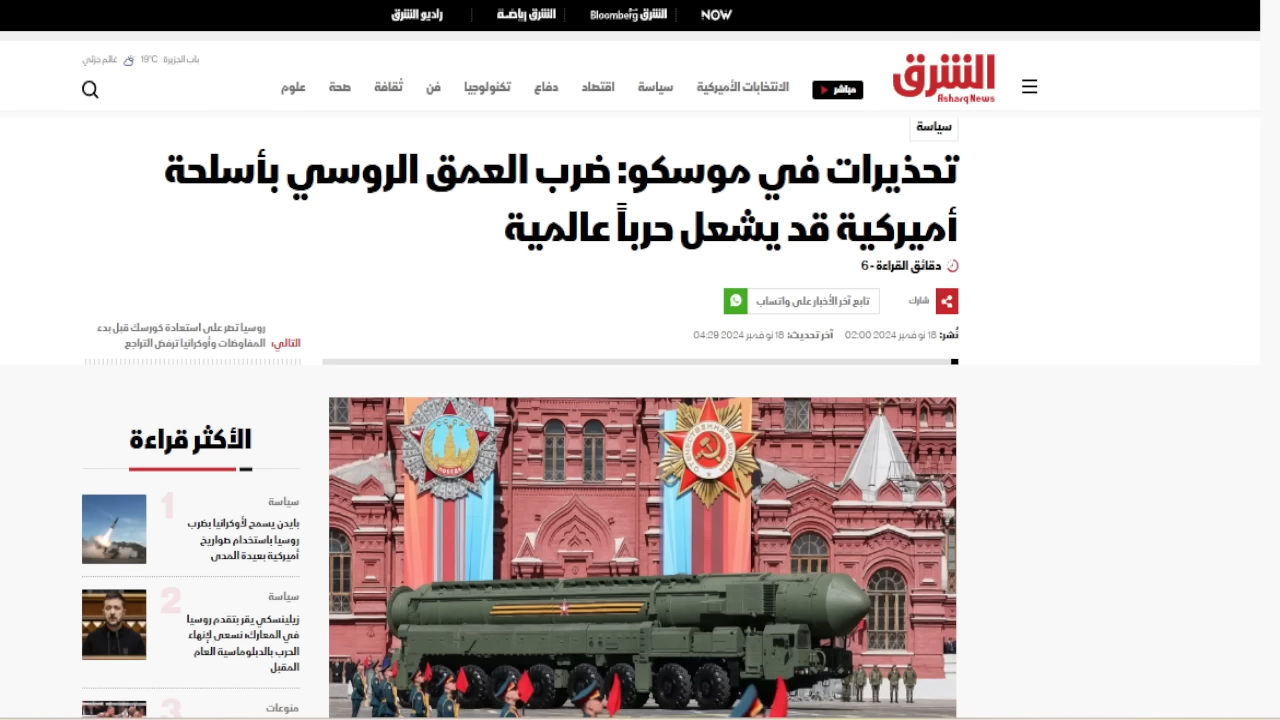 NOW
الشرق Bloomberg
الشرق رياضة
راديو الشرق
باب الجزيرة 19°C غائم جزئي
الشرق
Asharq News
مباشر
الانتخابات الأميركية سياسة اقتصاد دفاع تكنولوجيا فن ثقافة صحة علوم
سياسة
تحذيرات في موسكو: ضرب العمق الروسي بأسلحة
أميركية قد يشعل حرباً عالمية
دقائق القراءة - 6
شارك
تابع آخر الأخبار على واتساب
نُشر: 18 نوفمبر 2024 02:00 آخر تحديث: 18 نوفمبر 2024 04:29
التالي: روسيا تصر على استعادة كورسك قبل بدء
المفاوضات وأوكرانيا ترفض التراجع
الأكثر قراءة
1
سياسة
بايدن يسمح لأوكرانيا بضرب
روسيا باستخدام صواريخ
أميركية بعيدة المدى
2
سياسة
زيلينسكي يقر بتقدم روسيا
في المعارك: نسعى لإنهاء
الحرب بالدبلوماسية العام
المقبل
3
منوعات
ПОБЕДА
ОТЕЧЕСТВЕННАЯ ВОЙНА